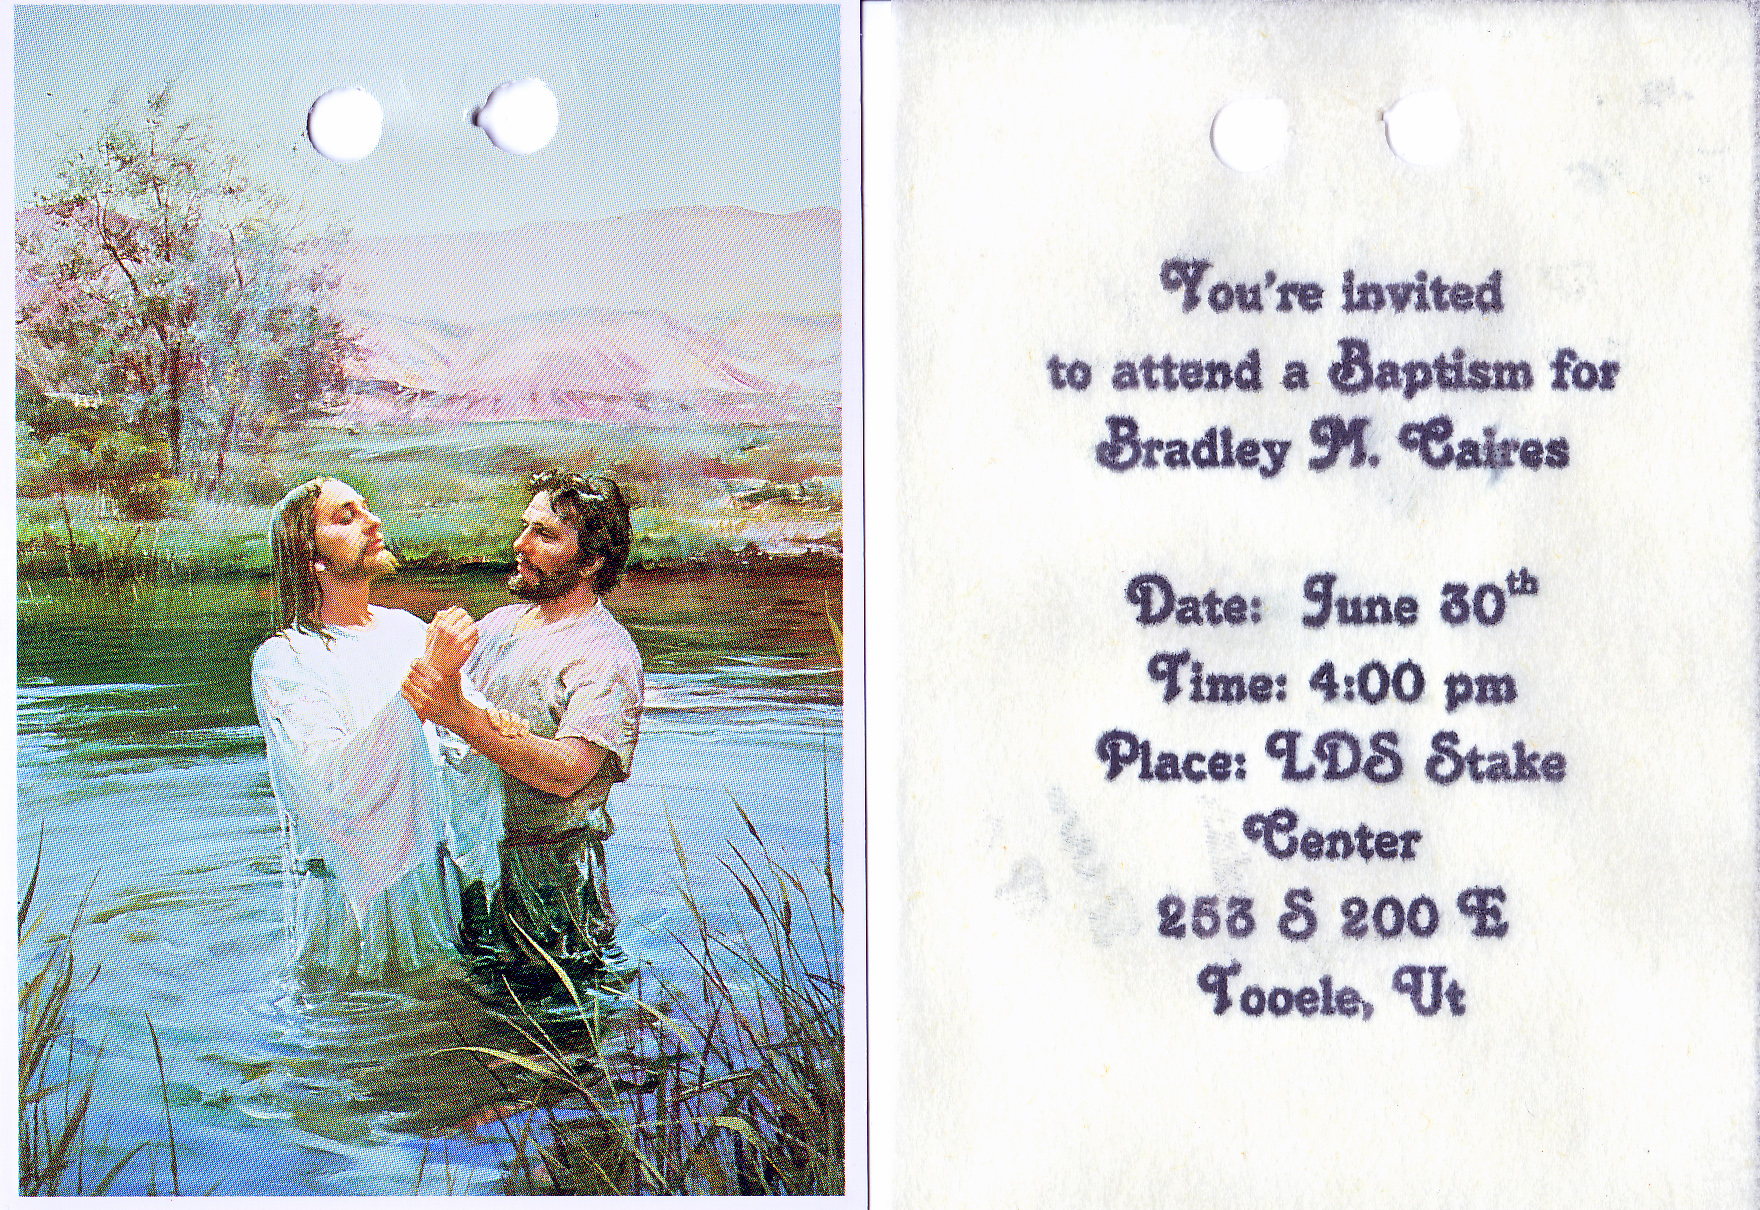 You're invited
to attend a Baptism for
Bradley M. Caires
Date: June 30th
Time: 4:00 pm
Place: LDS Stake
Center
253 S 200 E
Tooele, Ut